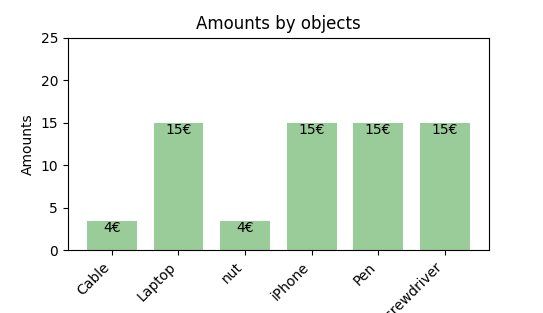 Amounts by objects
25
20
15
10
5
0
Amounts
4€
15€
4€
15€
15€
15€
Cable
Laptop
nut
iPhone
Pen